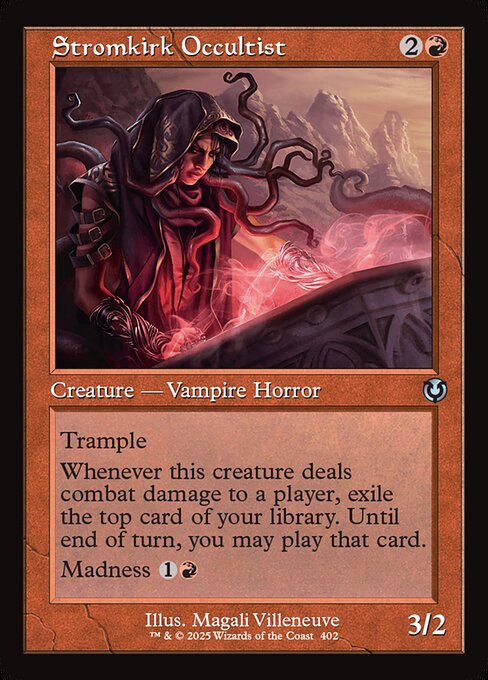 Stromkirk Occultist 2
Creature — Vampire Horror
Trample
Whenever this creature deals
combat damage to a player, exile
the top card of your library. Until
end of turn, you may play that card.
Madness 1
Illus. Magali Villeneuve
™ & © 2025 Wizards of the Coast 402
3/2